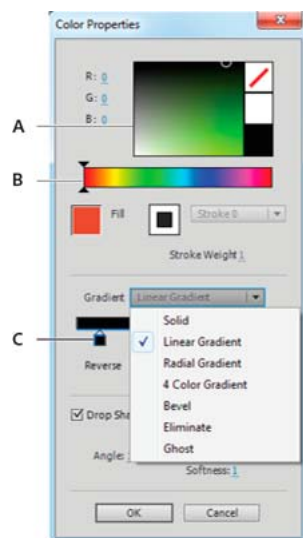 Color Properties
R: 0
G: 0
A
B: 0
B
Fill
Stroke 0
Stroke Weight 1
Gradient Linear Gradient
C
Solid
Reverse
Linear Gradient
Radial Gradient
4 Color Gradient
Drop Sha
Bevel
Eliminate
Angle:
Ghost
Softness: 1
OK
Cancel